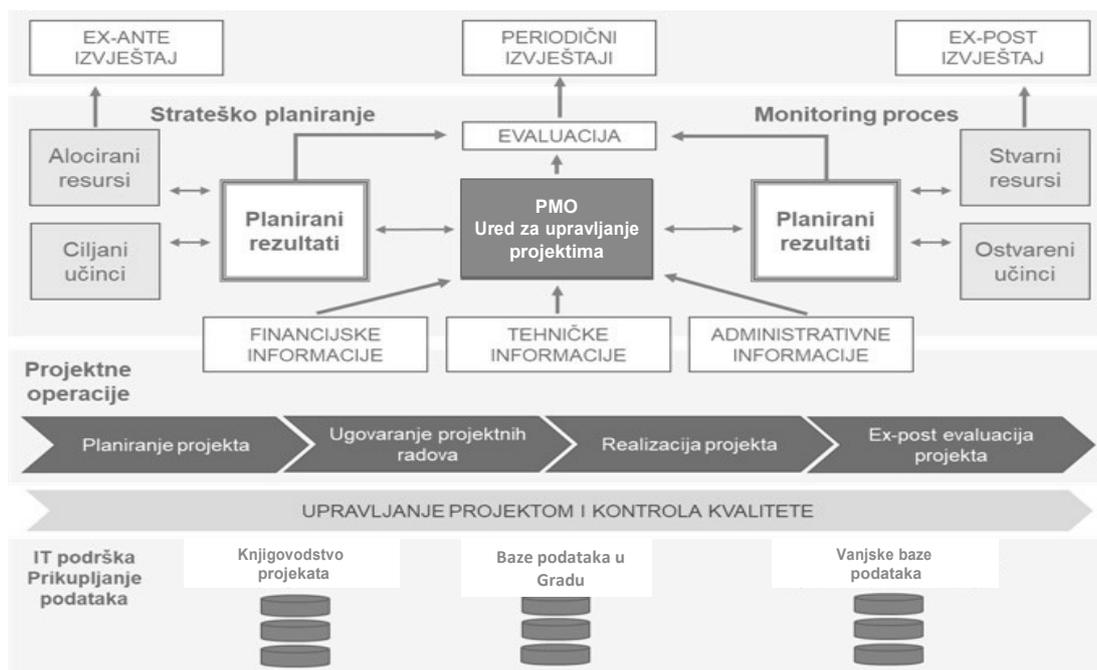 EX-ANTE
IZVJEŠTAJ
PERIODIČNI
IZVJEŠTAJI
EX-POST
IZVJEŠTAJ
Strateško planiranje
Monitoring proces
EVALUACIJA
Alocirani
resursi
Stvarni
resursi
Planirani
rezultati
PMO
Ured za upravljanje
projektima
Planirani
rezultati
Ciljani
učinci
Ostvareni
učinci
FINANCIJSKE
INFORMACIJE
TEHNIČKE
INFORMACIJE
ADMINISTRATIVNE
INFORMACIJE
Projektne
operacije
Planiranje projekta
Ugovaranje projektnih
radova
Realizacija projekta
Ex-post evaluacija
projekta
UPRAVLJANJE PROJEKTOM I KONTROLA KVALITETE
IT podrška
Prikupljanje
podataka
Knjigovodstvo
projekata
Baze podataka u
Gradu
Vanjske baze
podataka